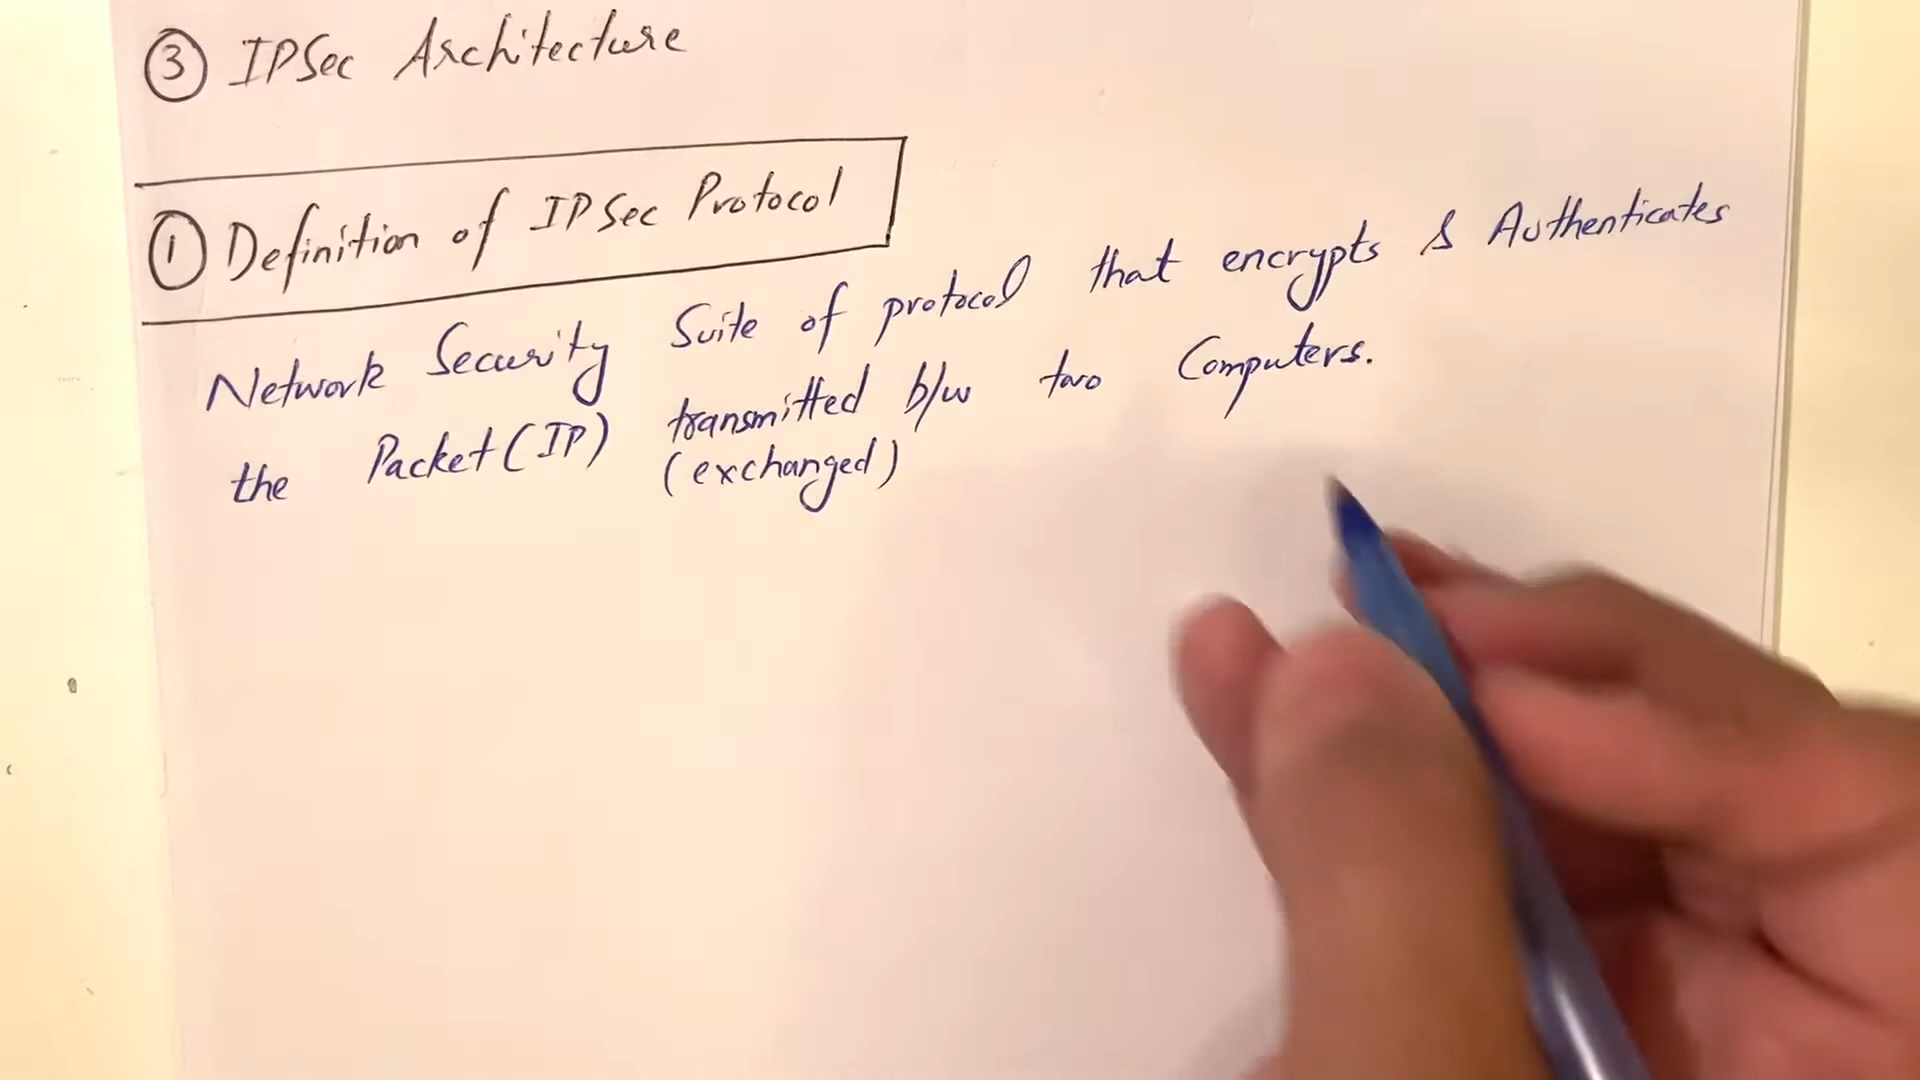 ③ IPSec Architecture
① Definition of IPSec Protocol
Network Security Suite of protocol that encrypts & Authenticates
the Packet (IP) transmitted b/w two Computers.
(exchanged)